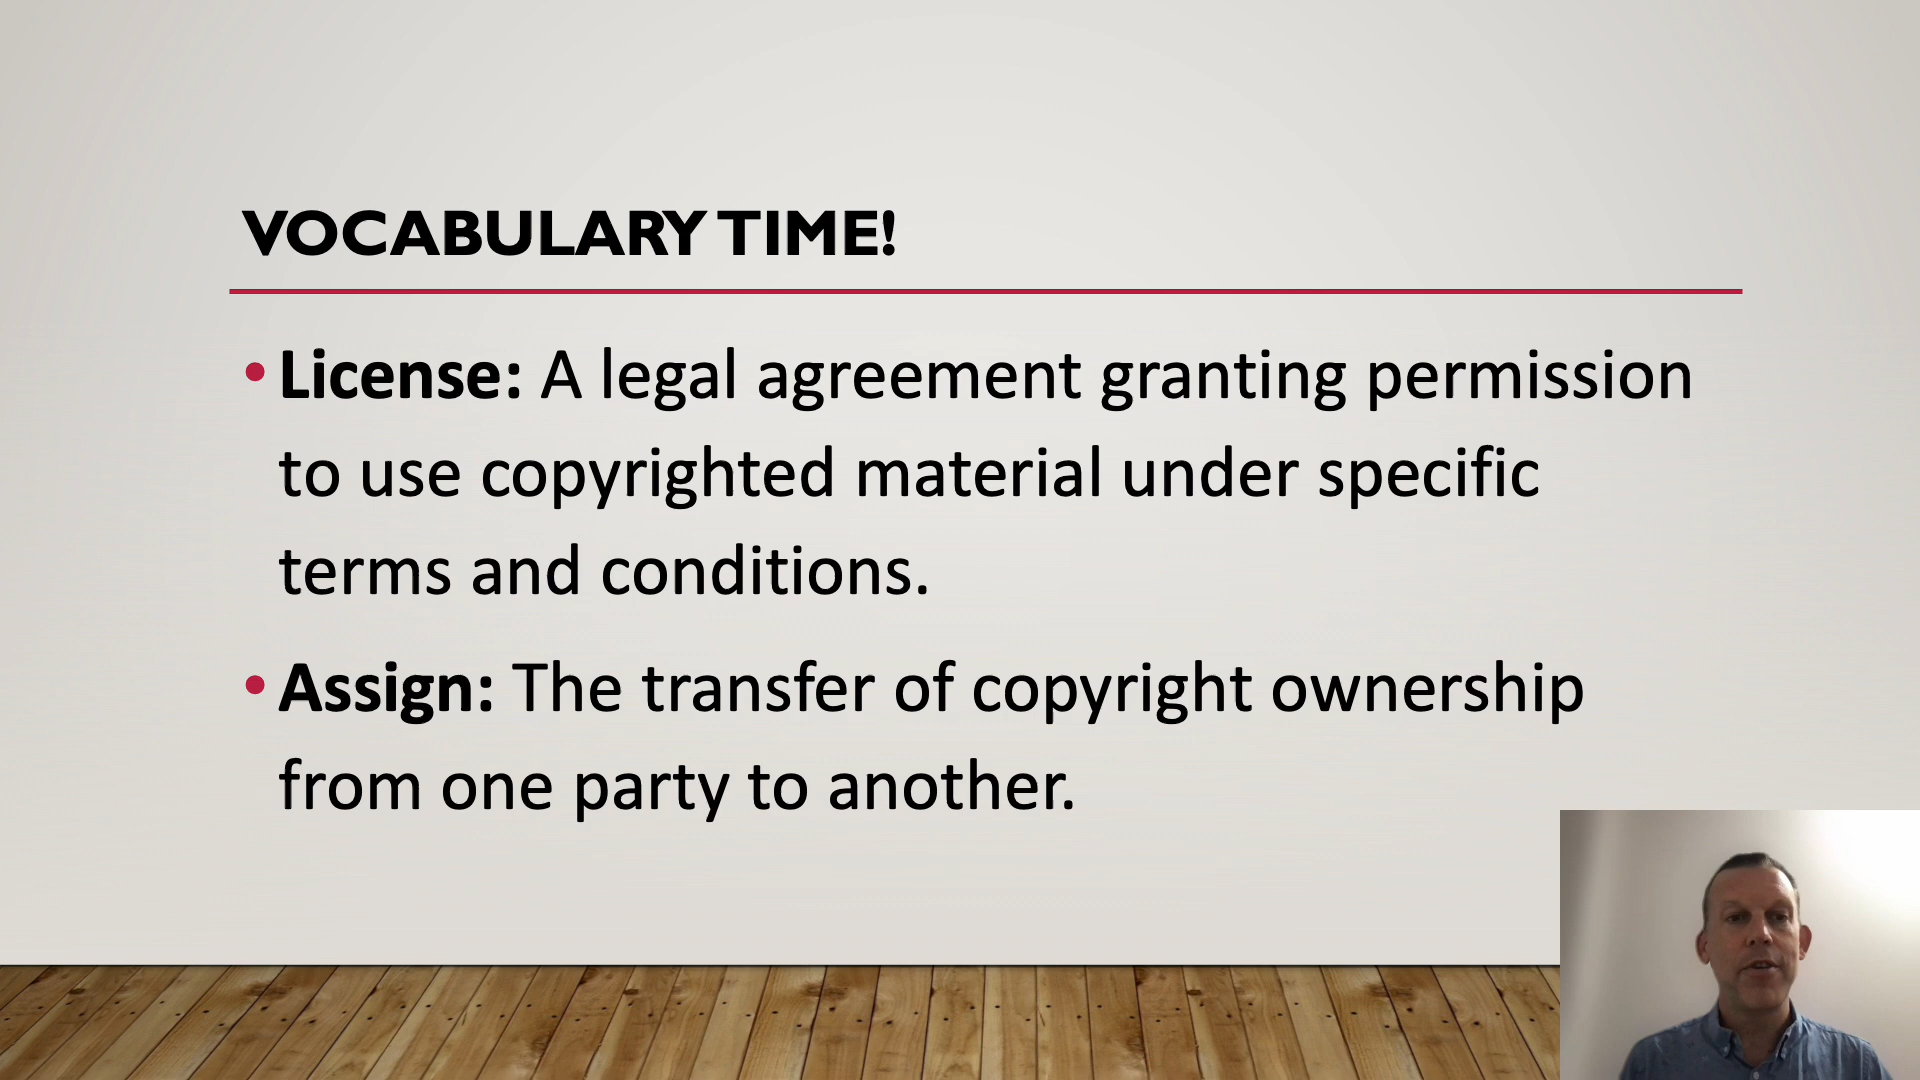 VOCABULARY TIME!
• License: A legal agreement granting permission
to use copyrighted material under specific
terms and conditions.
• Assign: The transfer of copyright ownership
from one party to another.